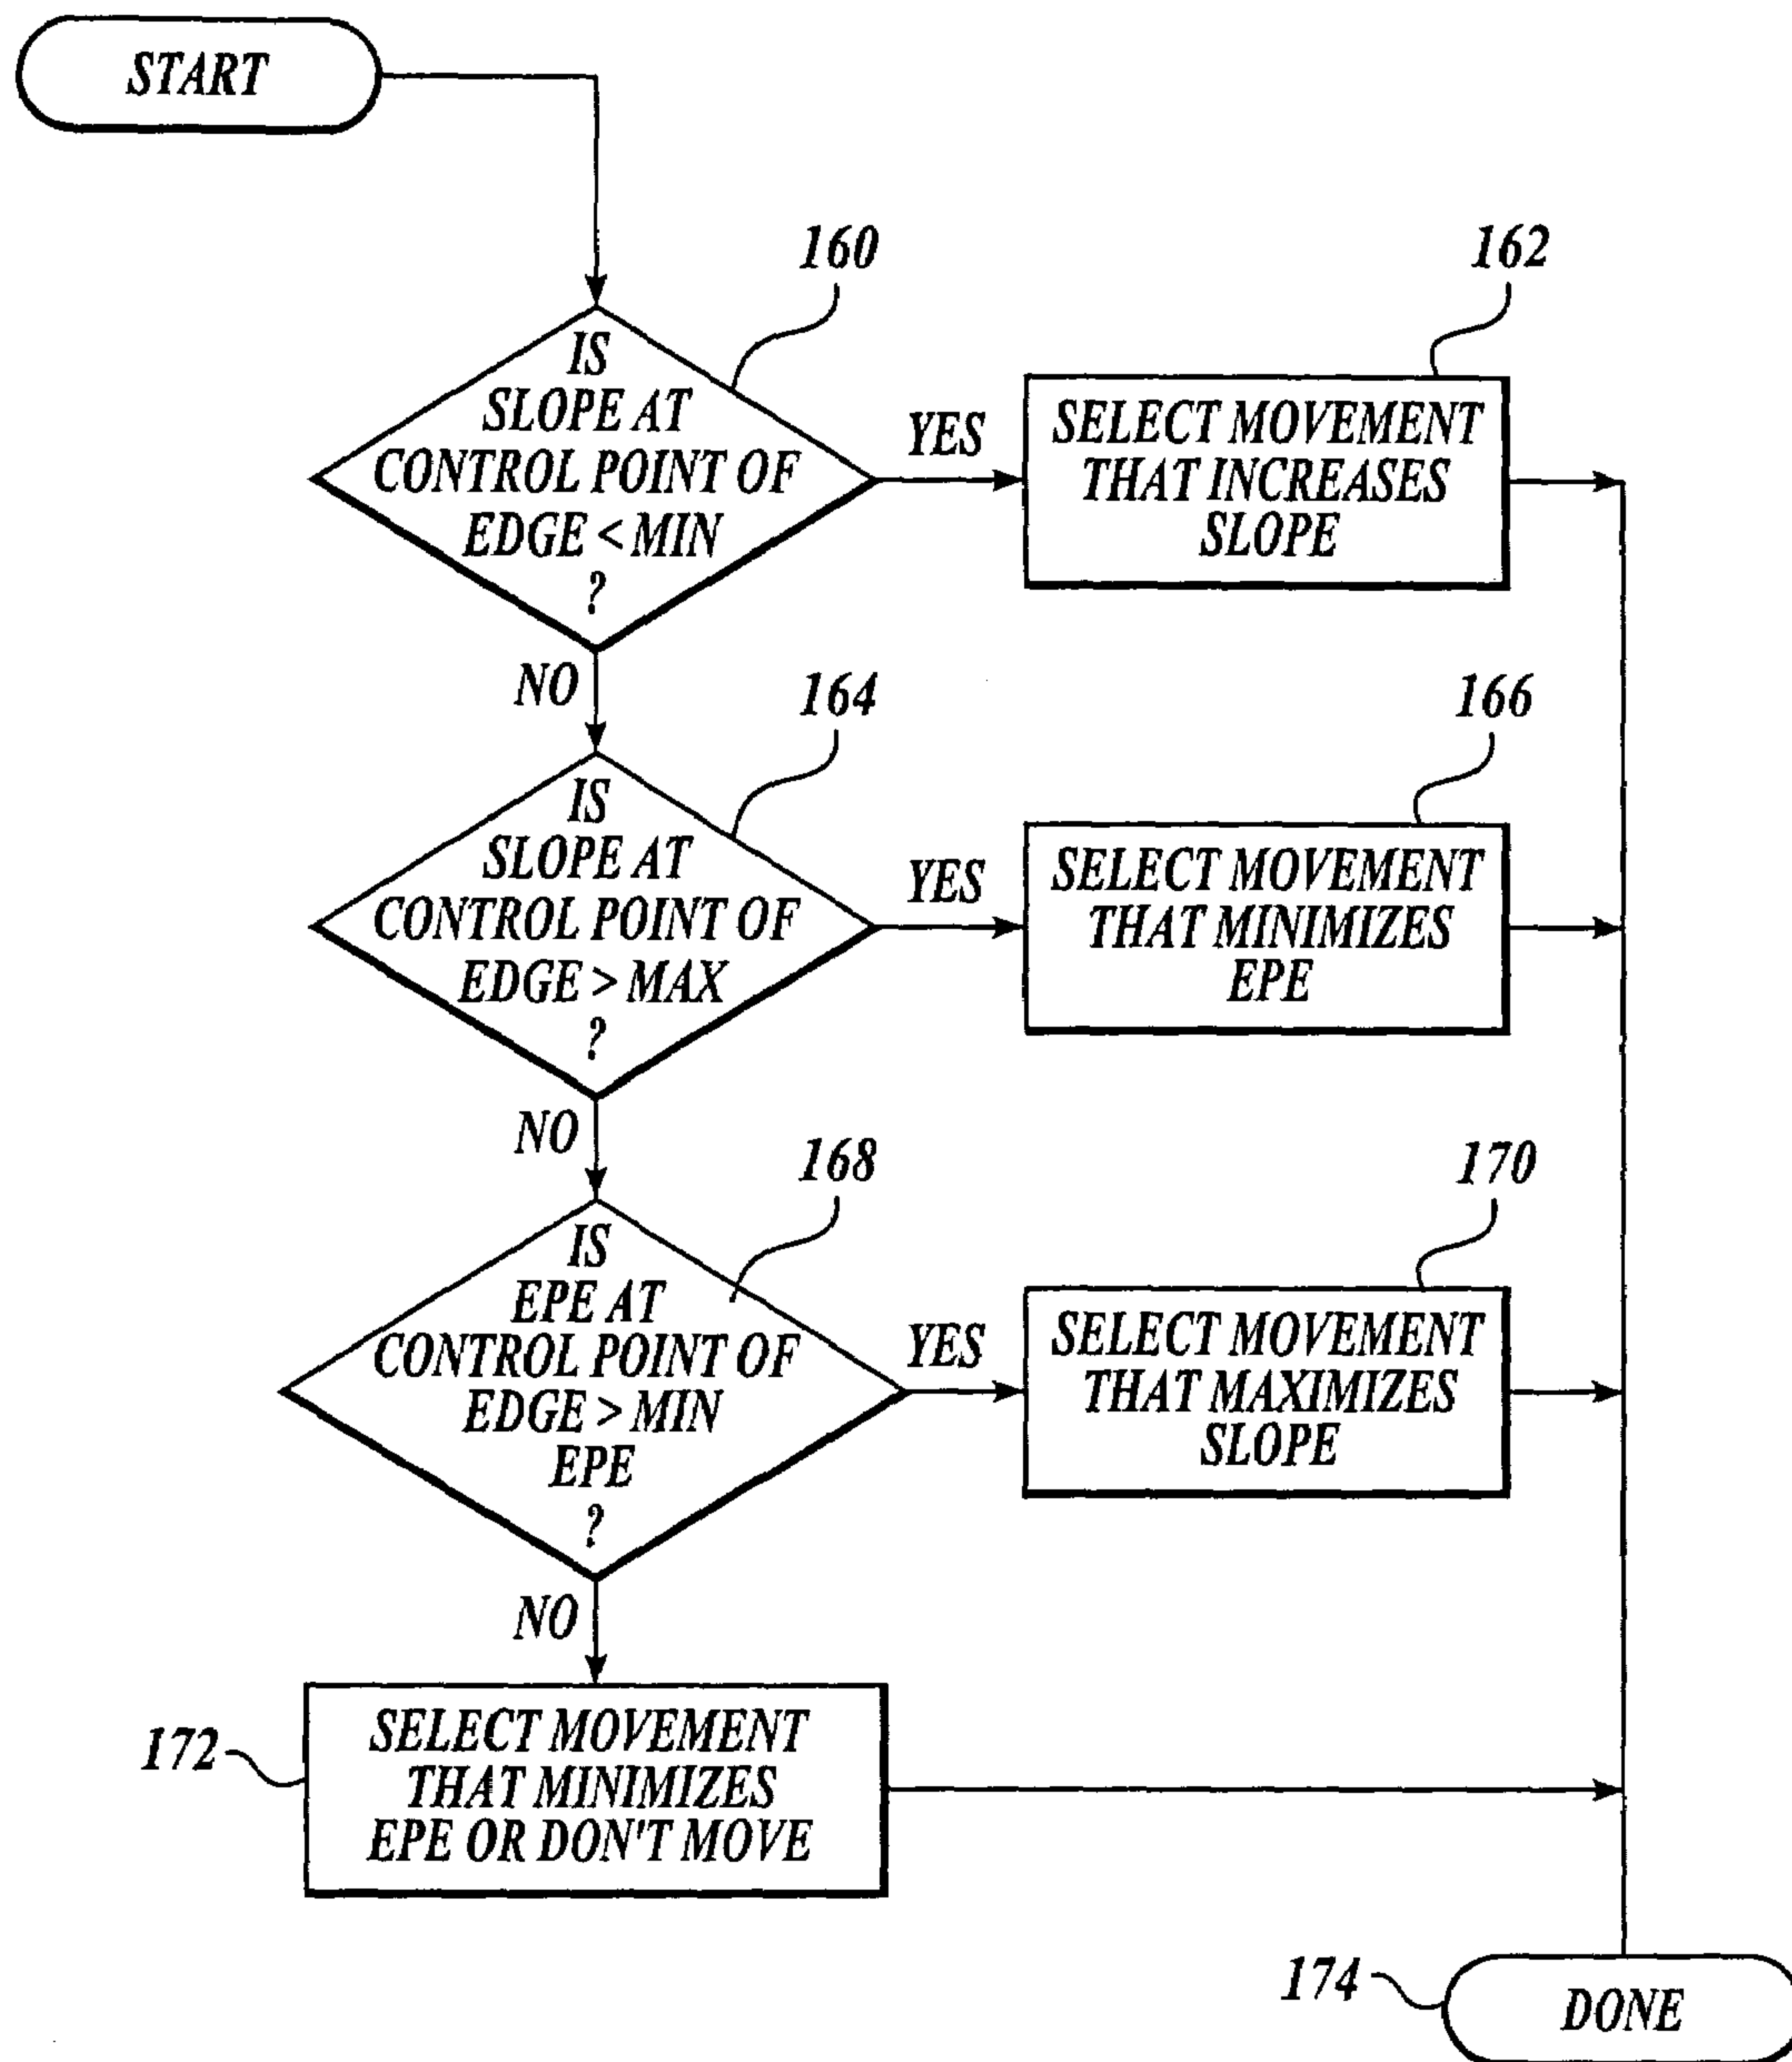 START
160
IS
SLOPE AT
CONTROL POINT OF
EDGE < MIN
?
YES
162
SELECT MOVEMENT
THAT INCREASES
SLOPE
NO
164
IS
SLOPE AT
CONTROL POINT OF
EDGE > MAX
?
YES
166
SELECT MOVEMENT
THAT MINIMIZES
EPE
NO
168
IS
EPE AT
CONTROL POINT OF
EDGE > MIN
EPE
?
YES
170
SELECT MOVEMENT
THAT MAXIMIZES
SLOPE
NO
172
SELECT MOVEMENT
THAT MINIMIZES
EPE OR DON'T MOVE
174
DONE